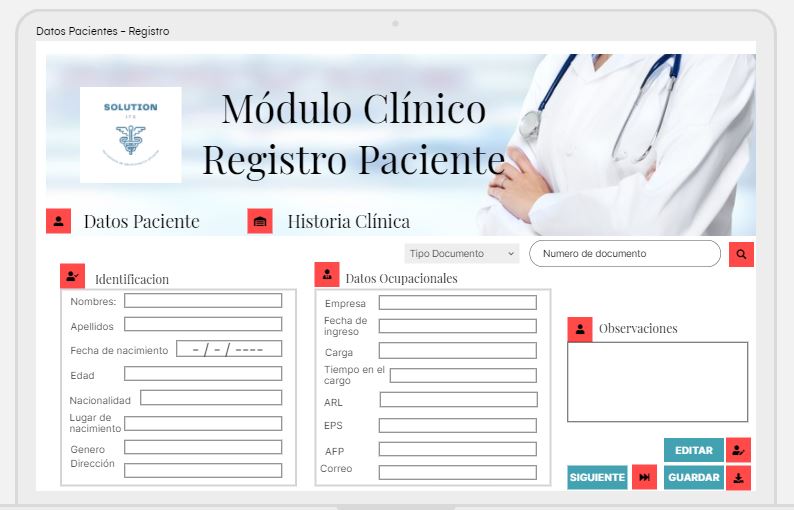 Datos Pacientes – Registro
SOLUTION
Módulo Clínico
Registro Paciente
Datos Paciente
Historia Clínica
Tipo Documento
Numero de documento
Identificacion
Nombres:
Apellidos
Fecha de nacimiento
- / - / ----
Edad
Nacionalidad
Lugar de
nacimiento
Genero
Dirección
Datos Ocupacionales
Empresa
Fecha de
ingreso
Carga
Tiempo en el
cargo
ARL
EPS
AFP
Correo
Observaciones
EDITAR
SIGUIENTE
GUARDAR